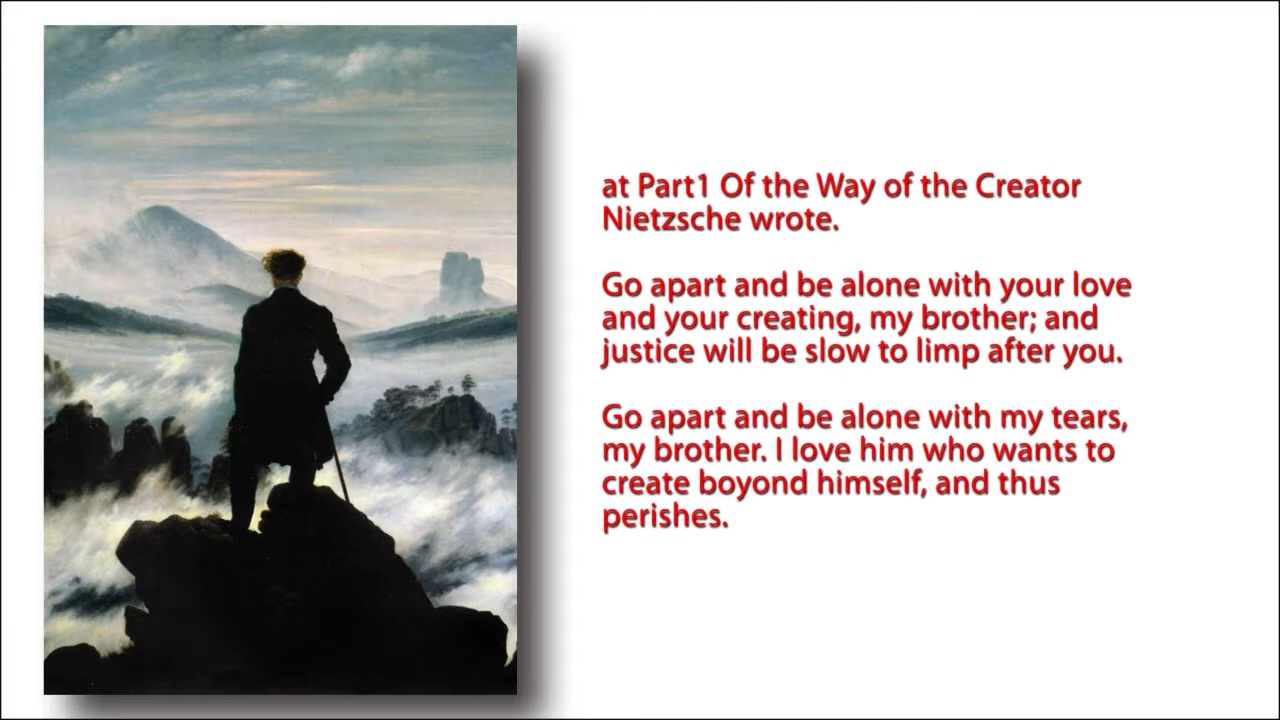 at Part1 Of the Way of the Creator
Nietzsche wrote.
Go apart and be alone with your love
and your creating, my brother; and
justice will be slow to limp after you.
Go apart and be alone with my tears,
my brother. I love him who wants to
create boyond himself, and thus
perishes.